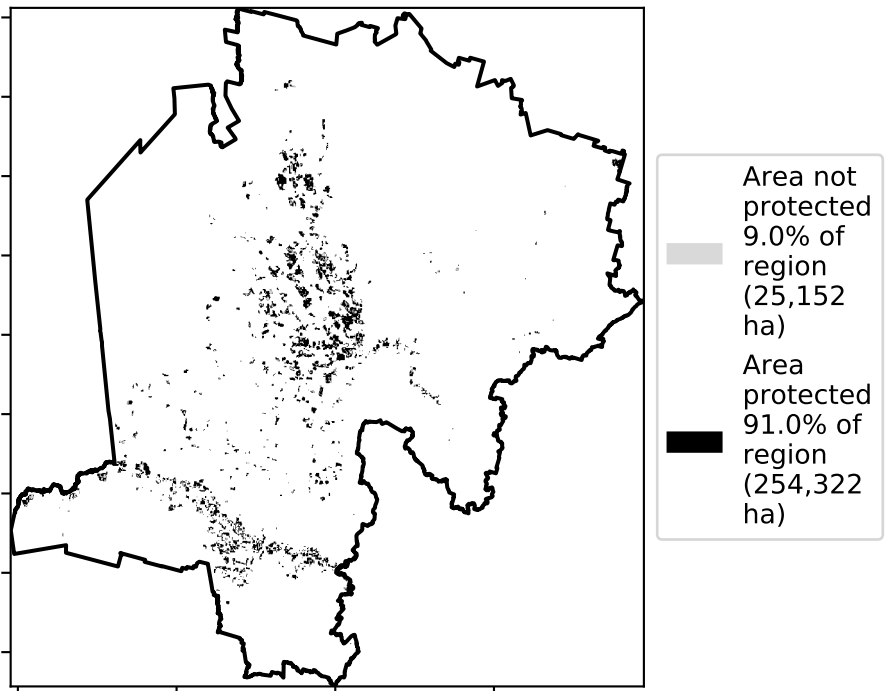 Area not
protected
9.0% of
region
(25,152
ha)
Area
protected
91.0% of
region
(254,322
ha)